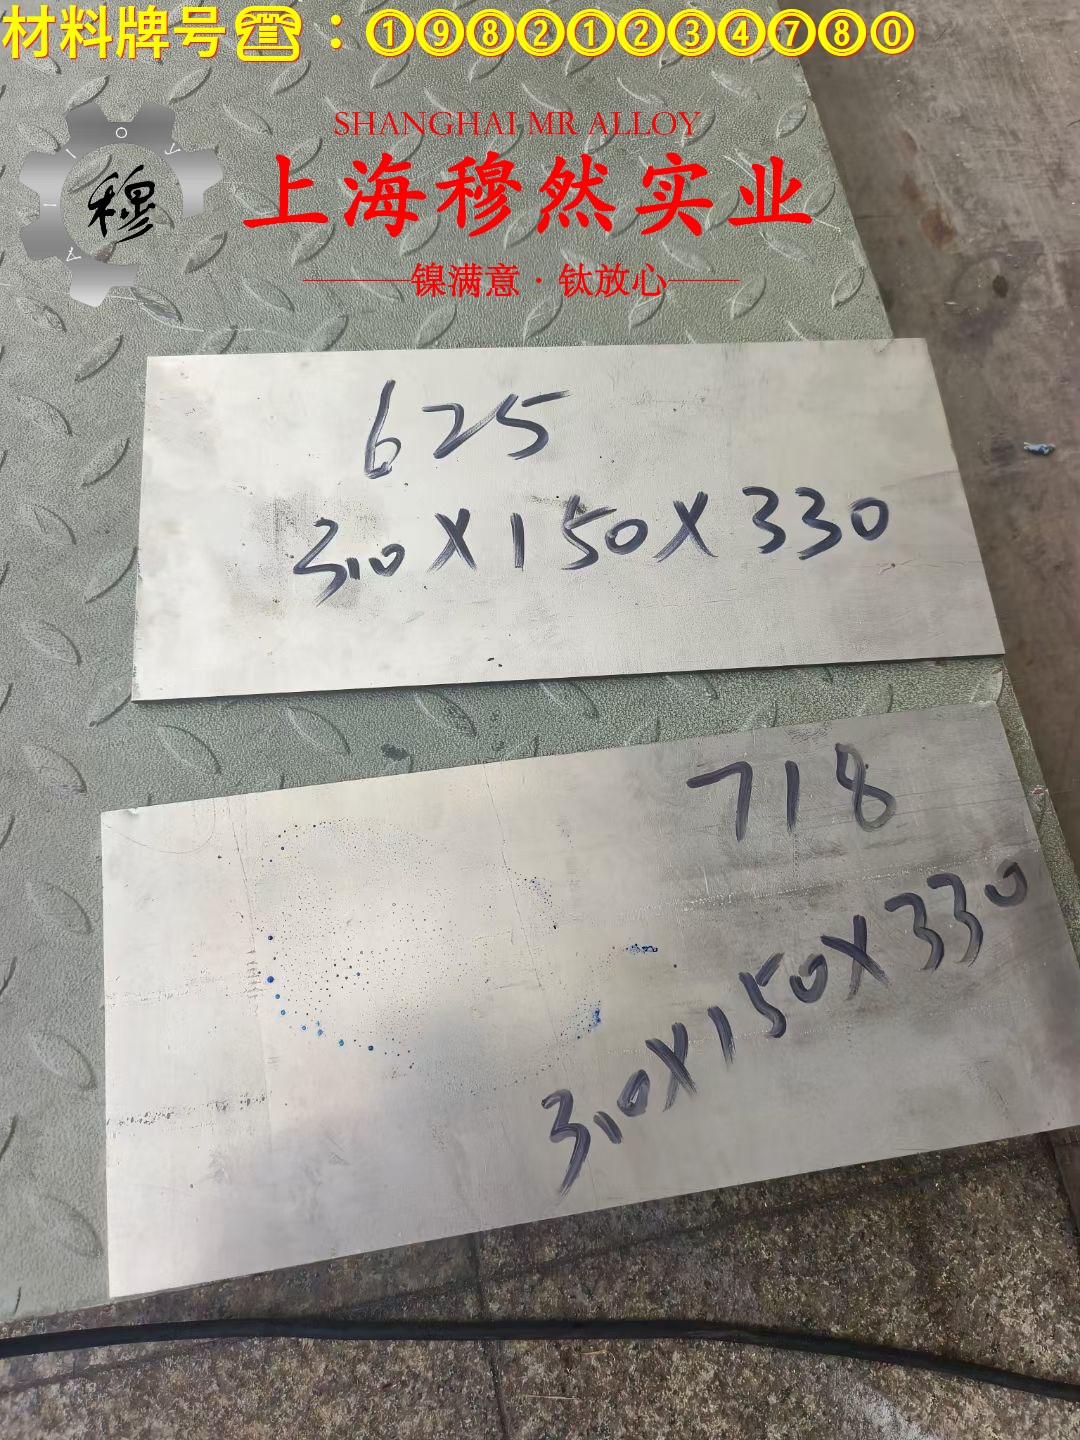 材料牌号☎：①⑨⑧②①②③④⑦⑧⓪
SHANGHAI MR ALLOY
穆
上海穆然实业
镍满意·钛放心
625
3,0X150X330
718
3,0X150X330